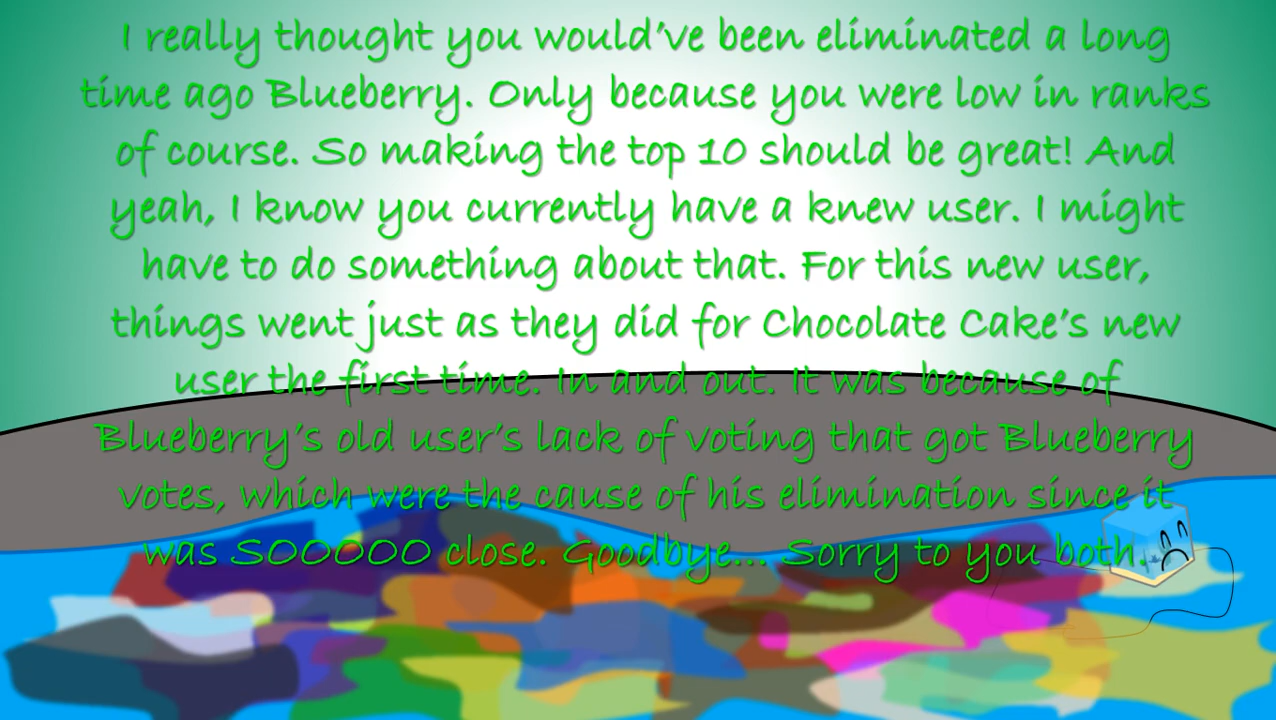 I really thought you would've been eliminated a long
time ago Blueberry. Only because you were low in ranks
of course. So making the top 10 should be great! And
yeah, I know you currently have a knew user. I might
have to do something about that. For this new user,
things went just as they did for Chocolate Cake's new
user the first time. In and out. It was because of
Blueberry's old user's lack of voting that got Blueberry
votes, which were the cause of his elimination since it
was SOOOOO close. Goodbye... Sorry to you both.